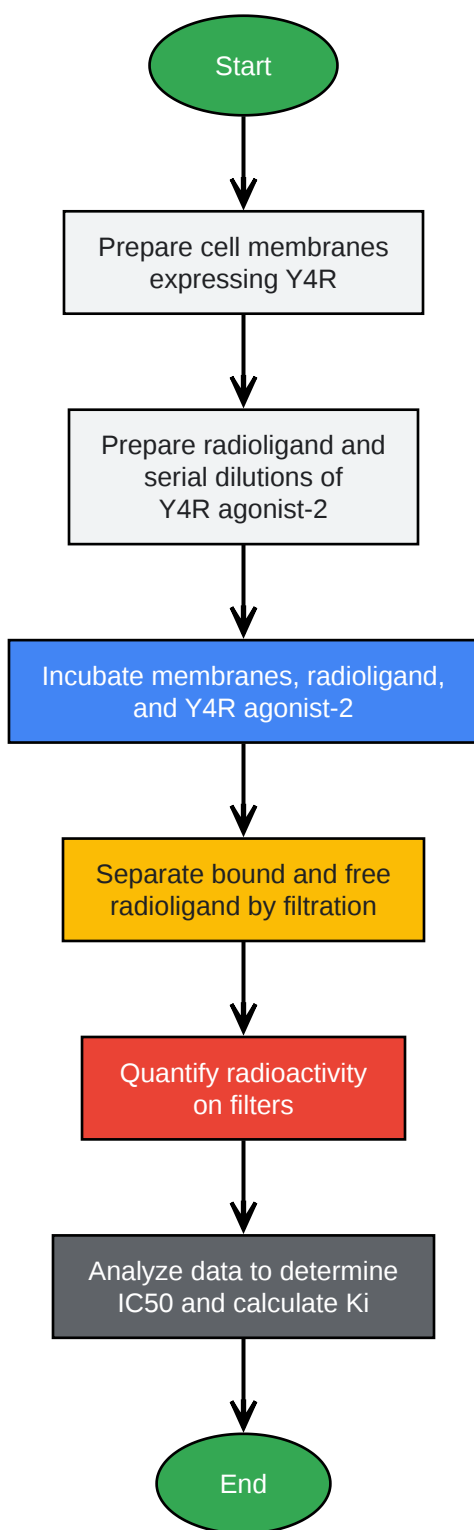 Start
Prepare cell membranes
expressing Y4R
Prepare radioligand and
serial dilutions of
Y4R agonist-2
Incubate membranes, radioligand,
and Y4R agonist-2
Separate bound and free
radioligand by filtration
Quantify radioactivity
on filters
Analyze data to determine
IC50 and calculate Ki
End